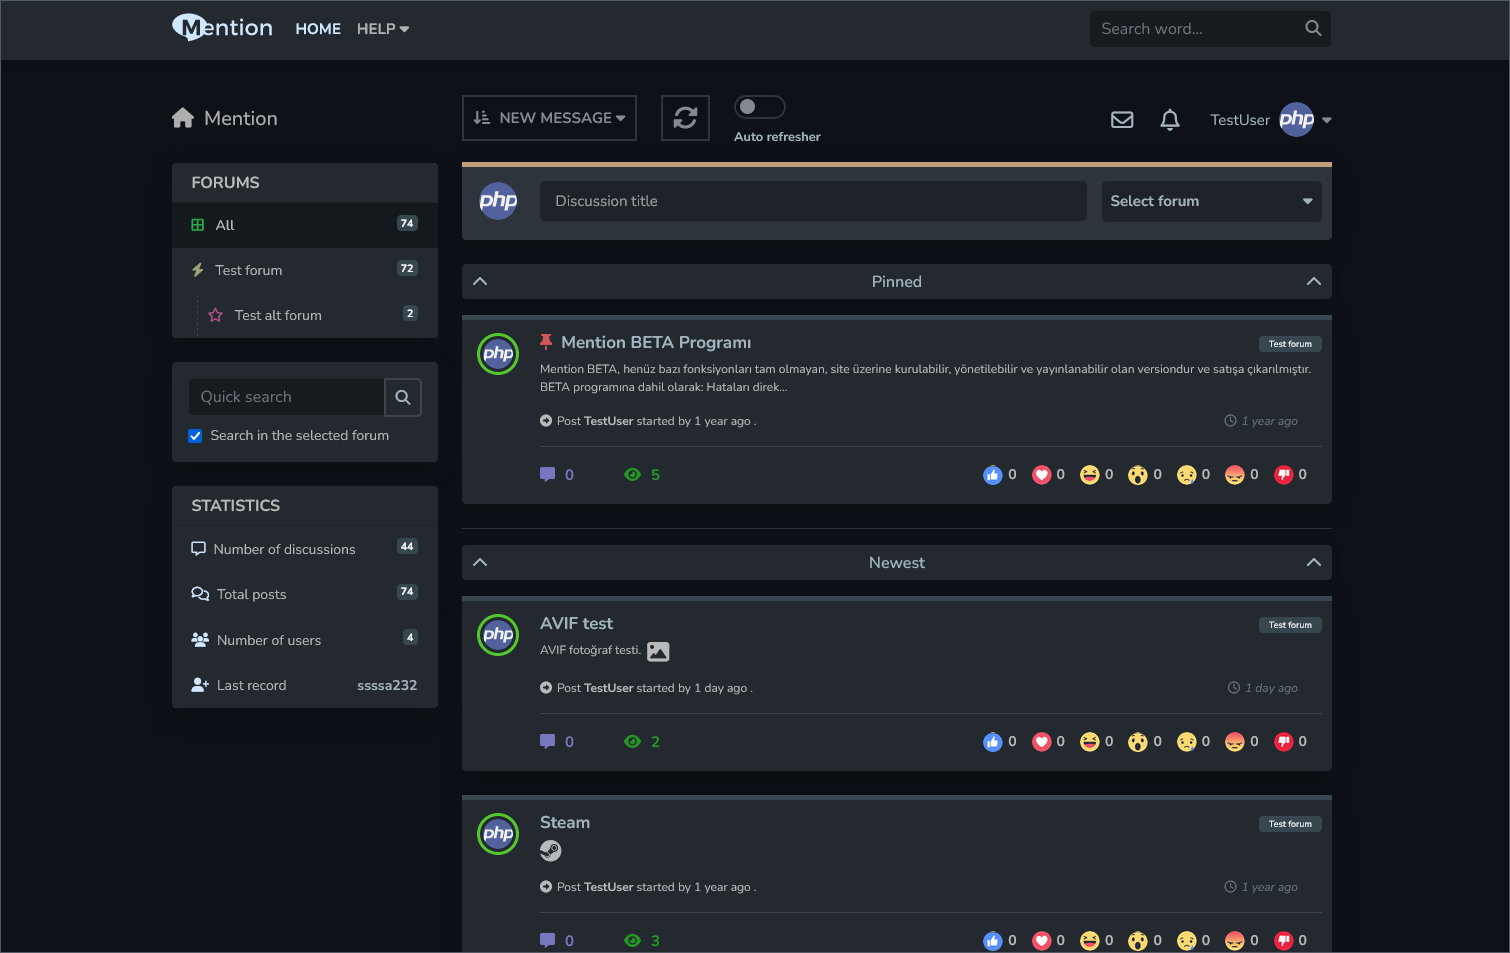 Mention
HOME
HELP
Search word...
Mention
NEW MESSAGE
Auto refresher
TestUser
php
FORUMS
All
74
Test forum
72
Test alt forum
2
Quick search
Search in the selected forum
STATISTICS
Number of discussions
44
Total posts
74
Number of users
4
Last record
ssssa232
php
Discussion title
Select forum
Pinned
php
Mention BETA Programı
Test forum
Mention BETA, henüz bazı fonksiyonları tam olmayan, site üzerine kurulabilir, yönetilebilir ve yayınlanabilir olan versiondur ve satışa çıkarılmıştır.
BETA programına dahil olarak: Hataları direk...
Post TestUser started by 1 year ago .
1 year ago
0
5
0 0 0 0 0 0 0
Newest
php
AVIF test
Test forum
AVIF fotoğraf testi.
Post TestUser started by 1 day ago .
1 day ago
0
2
0 0 0 0 0 0 0
php
Steam
Test forum
Post TestUser started by 1 year ago .
1 year ago
0
3
0 0 0 0 0 0 0